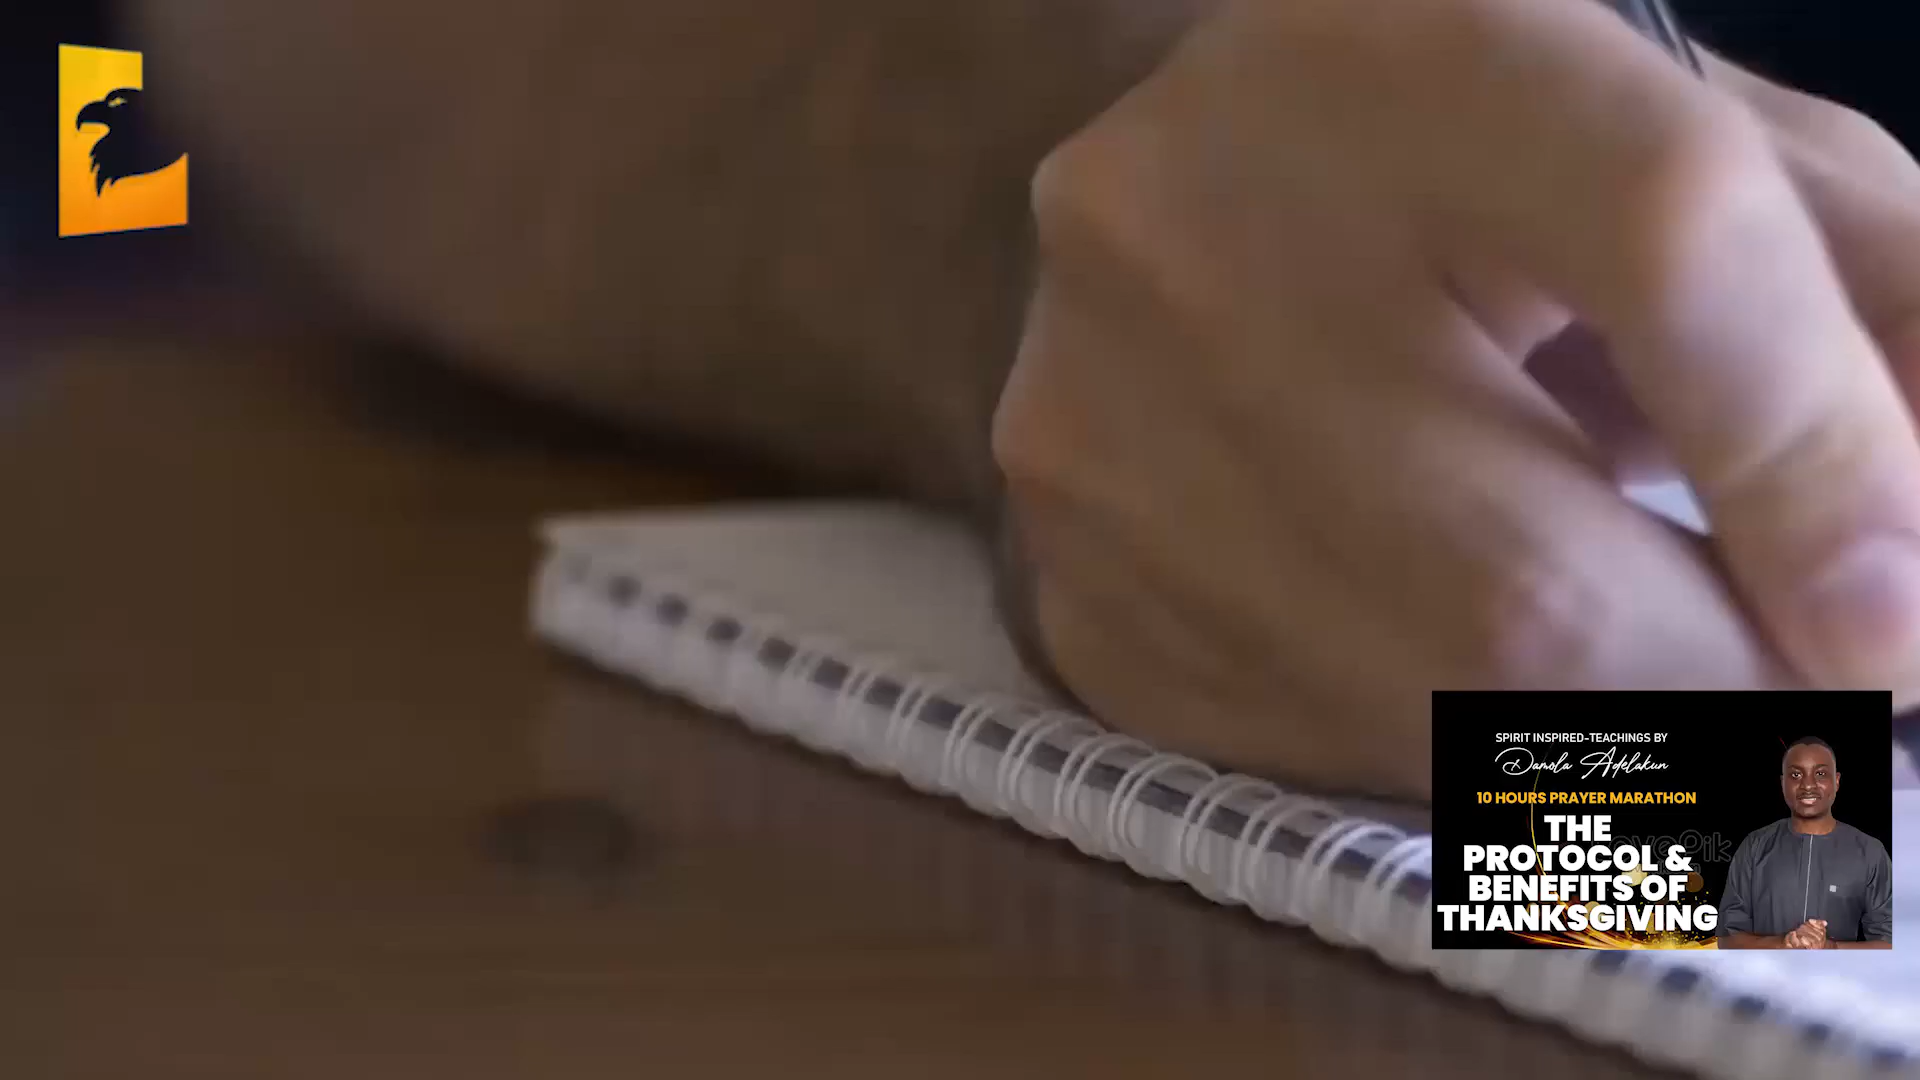 SPIRIT INSPIRED-TEACHINGS BY
Damola Adelakun
10 HOURS PRAYER MARATHON
THE
PROTOCOL &
BENEFITS OF
THANKSGIVING